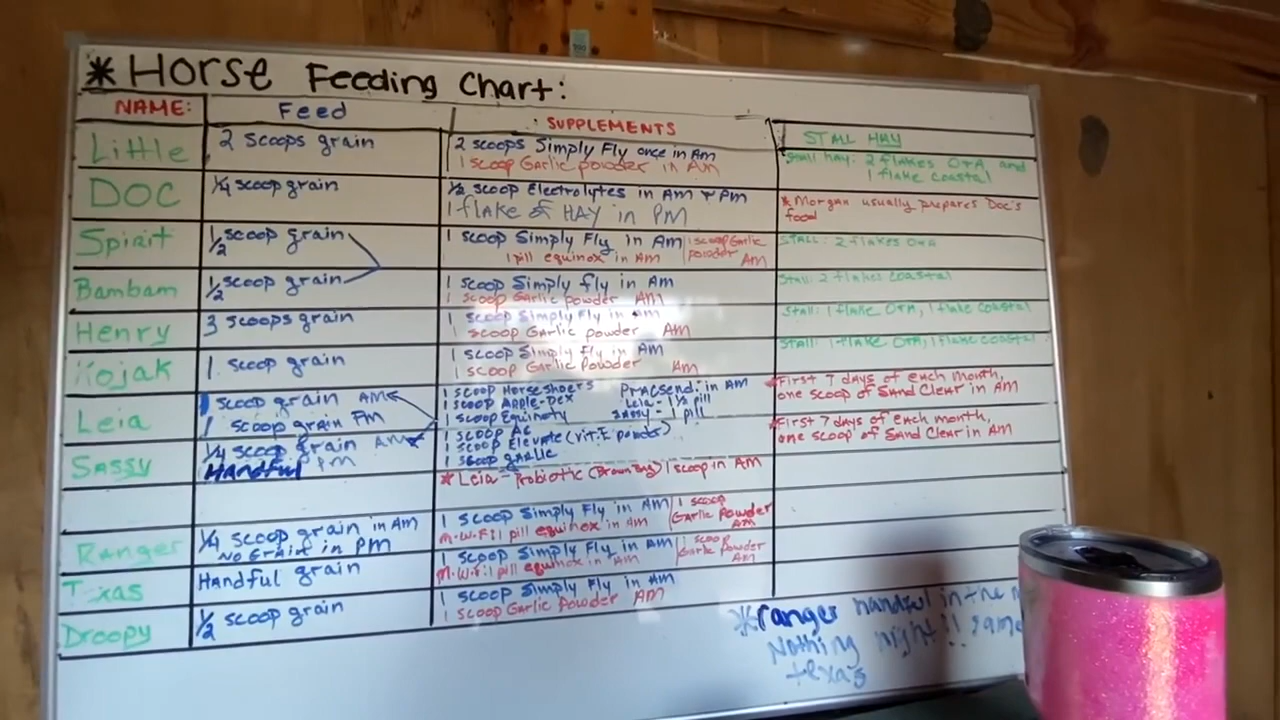 *Horse Feeding Chart:
NAME: Feed SUPPLEMENTS STALL HAY
Little 2 scoops grain 2 scoops Simply Fly once in Am
1 scoop Garlic powder in Am
Stall hay: 2 flakes O+A and
1 flake coastal
DOC 1/4 scoop grain 1/2 scoop Electrolytes in Am & Pm
1 flake of HAY in PM
*Morgan usually prepares Doc's
food
Spirit 1/2 scoop grain 1 scoop Simply Fly in Am 1 scoop Garlic
powder
AM
1 pill equinox in Am
STALL: 2 flakes O+A
Bambam 1/2 scoop grain 1 scoop Simply fly in Am
1 scoop Garlic powder AM
Stall: 2 flakes coastal
Henry 3 scoops grain 1 scoop Simply Fly in Am
1 scoop Garlic powder AM
Stall: 1 flake O+A, 1 flake coastal
Kojak 1 scoop grain 1 scoop Simply Fly in AM
1 scoop Garlic Powder Am
Stall: 1 flake O+A, 1 flake coastal
Leia 1 scoop grain AM
1 scoop grain PM
1 scoop Horseshoers
1 scoop Apple-Dex
1 scoop Equinoty
in AM
Leia - 1 1/2 pill
Sassy - 1 pill
*First 7 days of each month,
one scoop of Sand Clear in AM
Sassy 1/4 scoop grain AM
Handful PM
1 scoop AC
1 scoop Elevate (vit. E powder)
1 scoop garlic
*Leia - Probiotic 1 scoop in AM
*First 7 days of each month,
one scoop of Sand Clear in AM
Ranger 1/4 scoop grain in Am
NO Grain in PM
1 scoop Simply Fly in AM
M.W.F 1 pill equinox in Am
1 scoop
Garlic Powder
AM
Texas Handful grain 1 scoop Simply Fly in AM
M.W.F 1 pill equinox in Am
1 scoop
Garlic Powder
AM
Droopy 1/2 scoop grain 1 scoop Simply Fly in AM
1 scoop Garlic Powder AM
*ranger handful in the
Nothing night!! same
texas